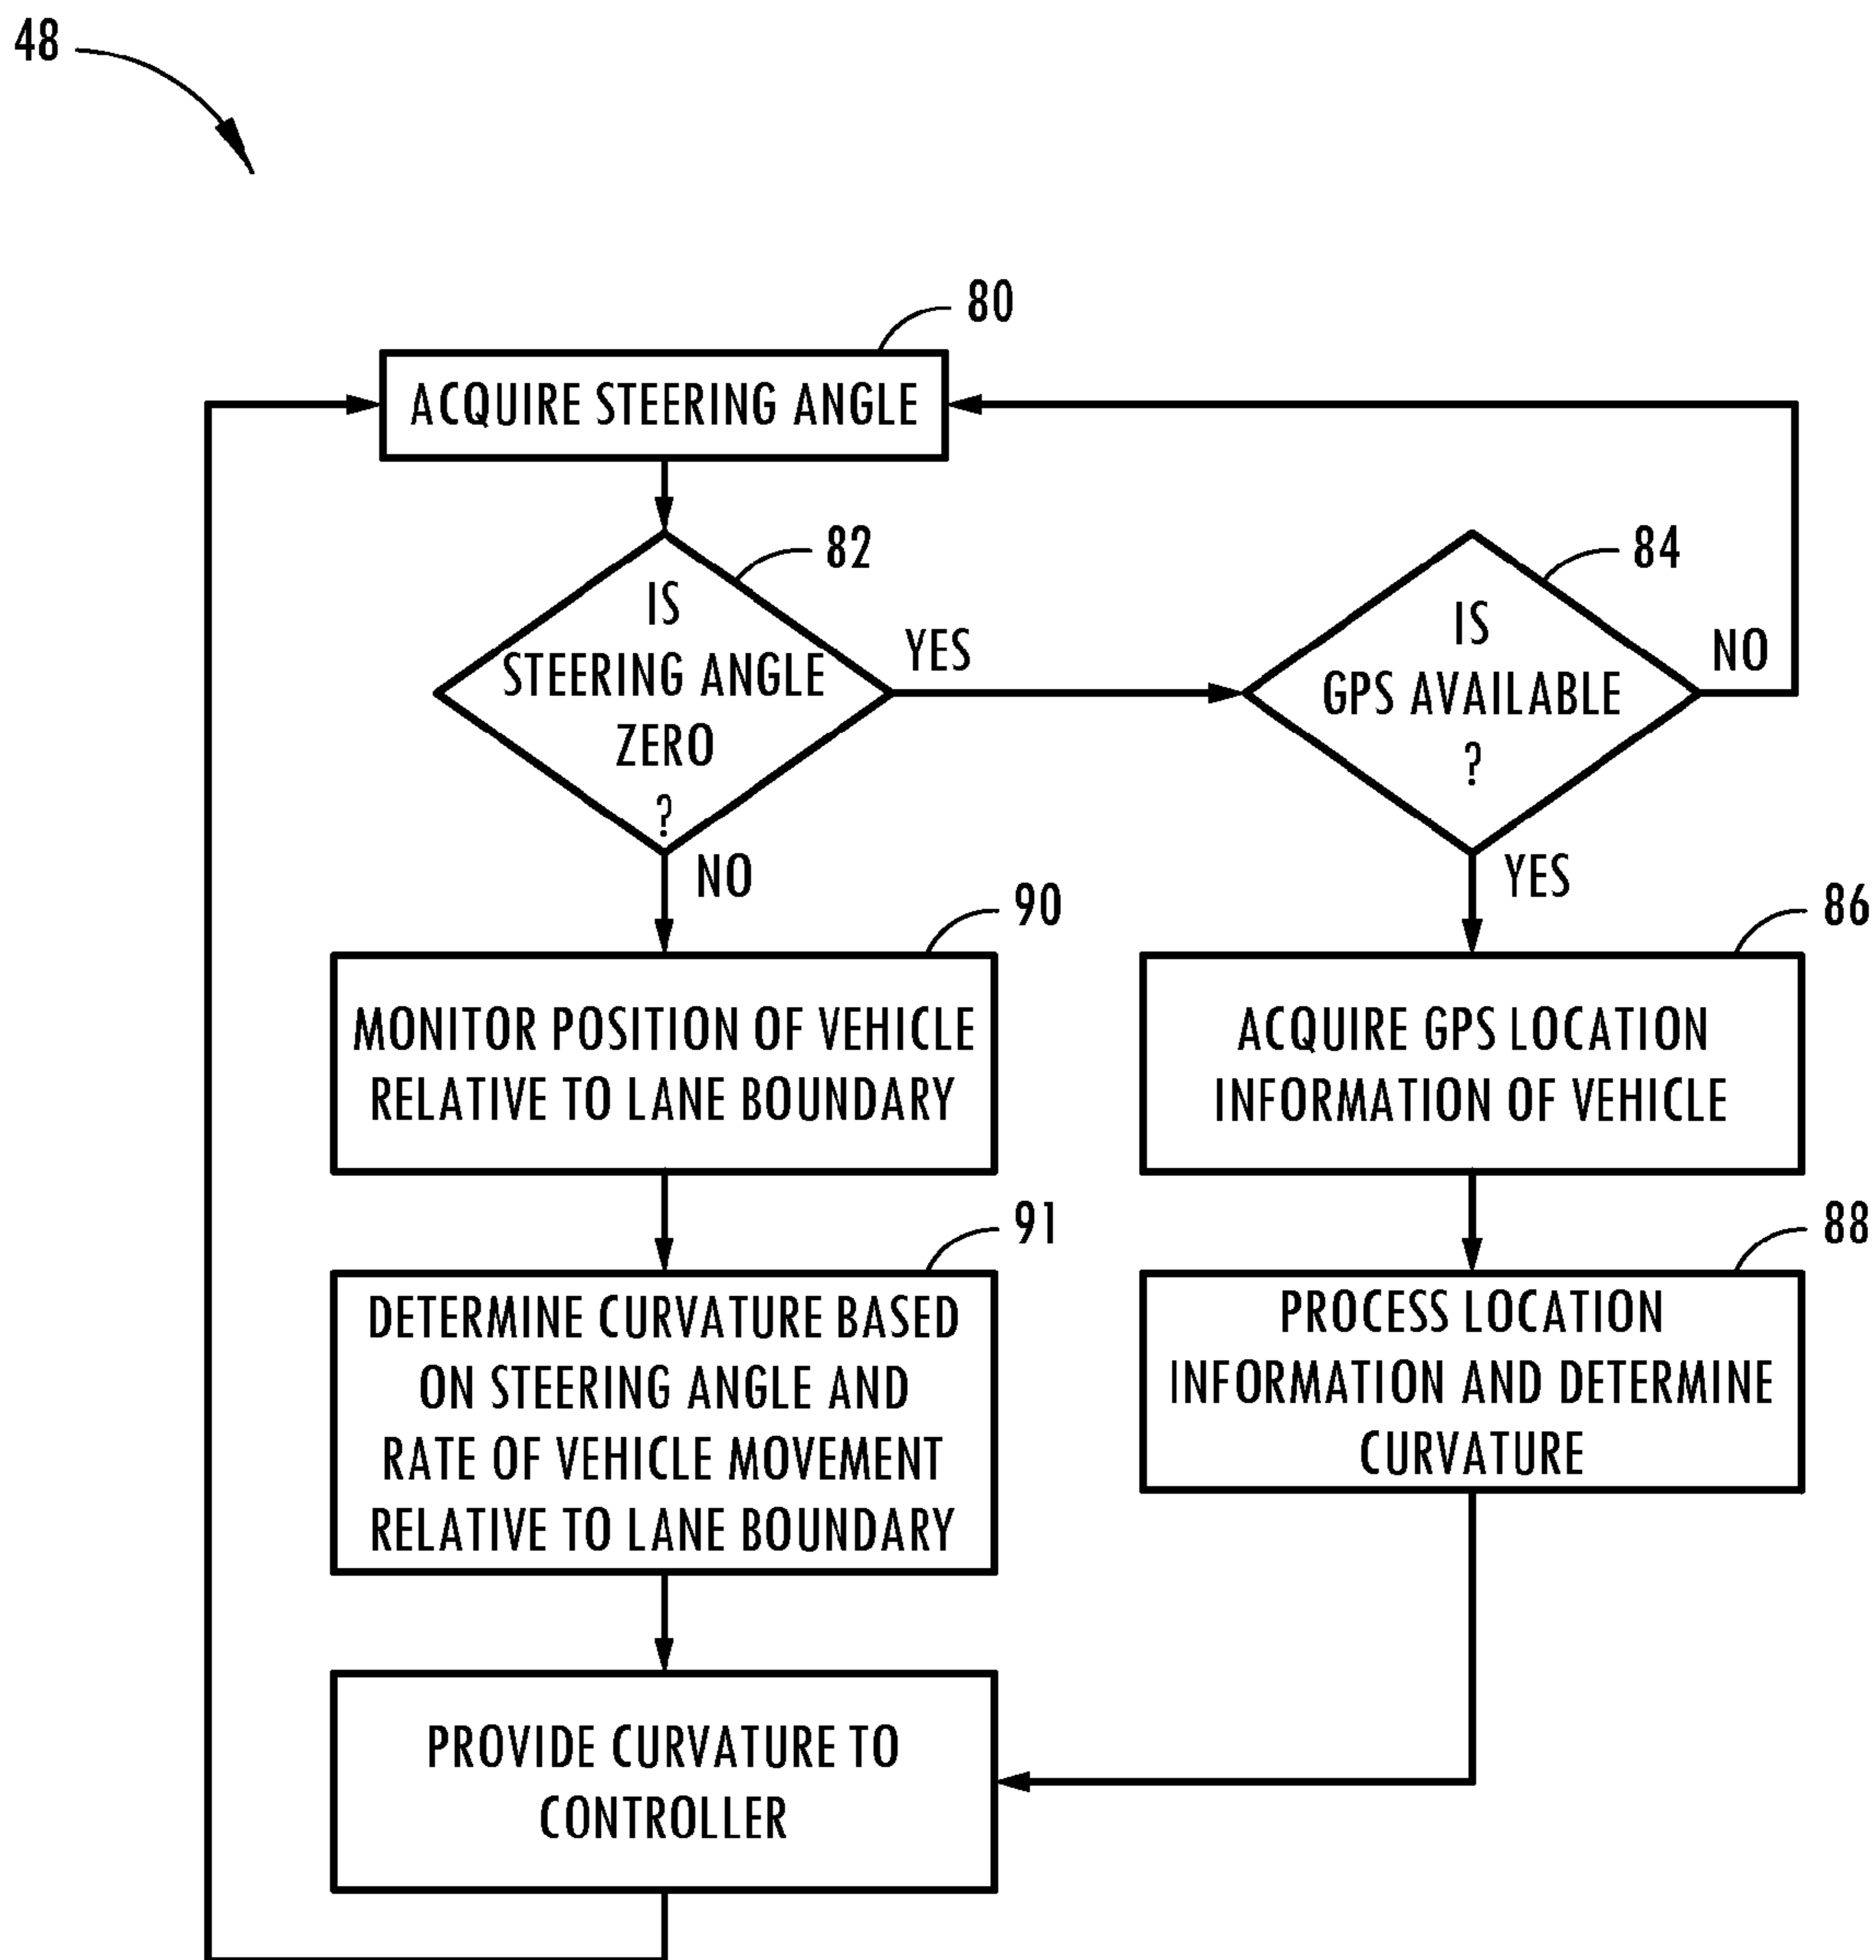 48
80
ACQUIRE STEERING ANGLE
82
IS
STEERING ANGLE
ZERO
?
YES
NO
84
IS
GPS AVAILABLE
?
NO
YES
90
MONITOR POSITION OF VEHICLE
RELATIVE TO LANE BOUNDARY
86
ACQUIRE GPS LOCATION
INFORMATION OF VEHICLE
91
DETERMINE CURVATURE BASED
ON STEERING ANGLE AND
RATE OF VEHICLE MOVEMENT
RELATIVE TO LANE BOUNDARY
88
PROCESS LOCATION
INFORMATION AND DETERMINE
CURVATURE
PROVIDE CURVATURE TO
CONTROLLER